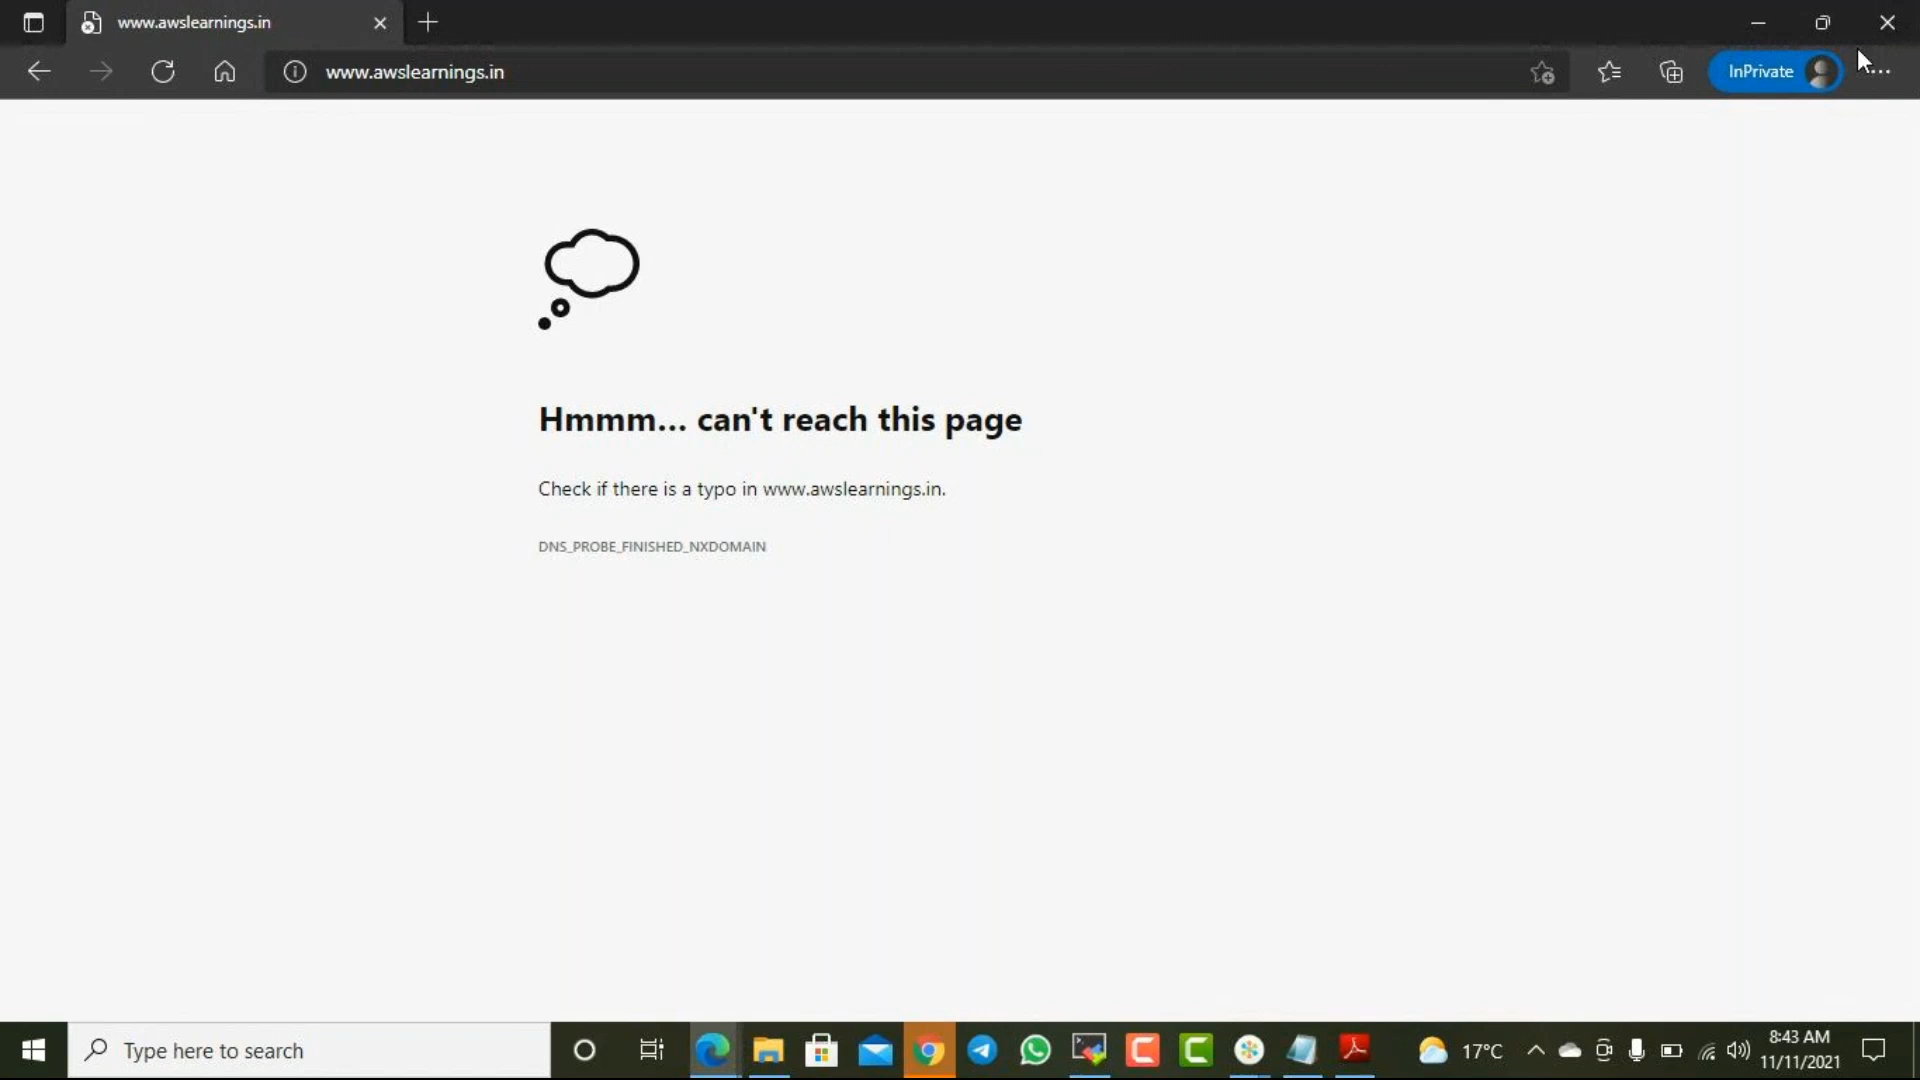 www.awslearnings.in
www.awslearnings.in
InPrivate
Hmmm... can't reach this page
Check if there is a typo in www.awslearnings.in.
DNS_PROBE_FINISHED_NXDOMAIN
Type here to search
17°C
8:43 AM
11/11/2021